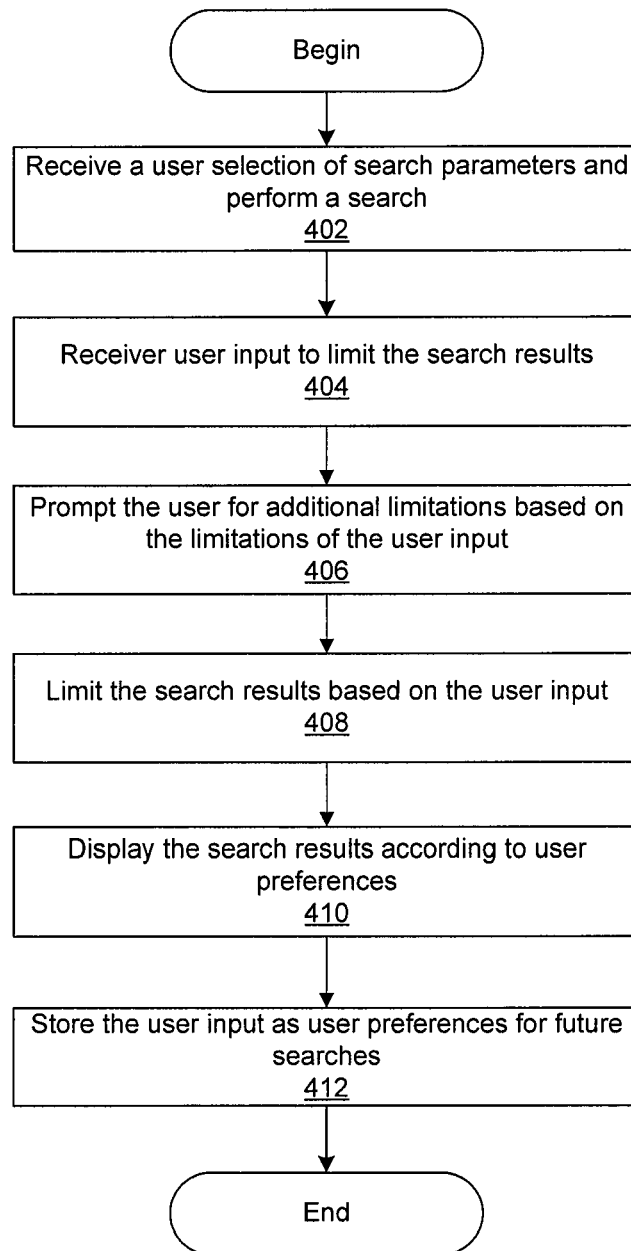 Begin
Receive a user selection of search parameters and
perform a search
402
Receiver user input to limit the search results
404
Prompt the user for additional limitations based on
the limitations of the user input
406
Limit the search results based on the user input
408
Display the search results according to user
preferences
410
Store the user input as user preferences for future
searches
412
End